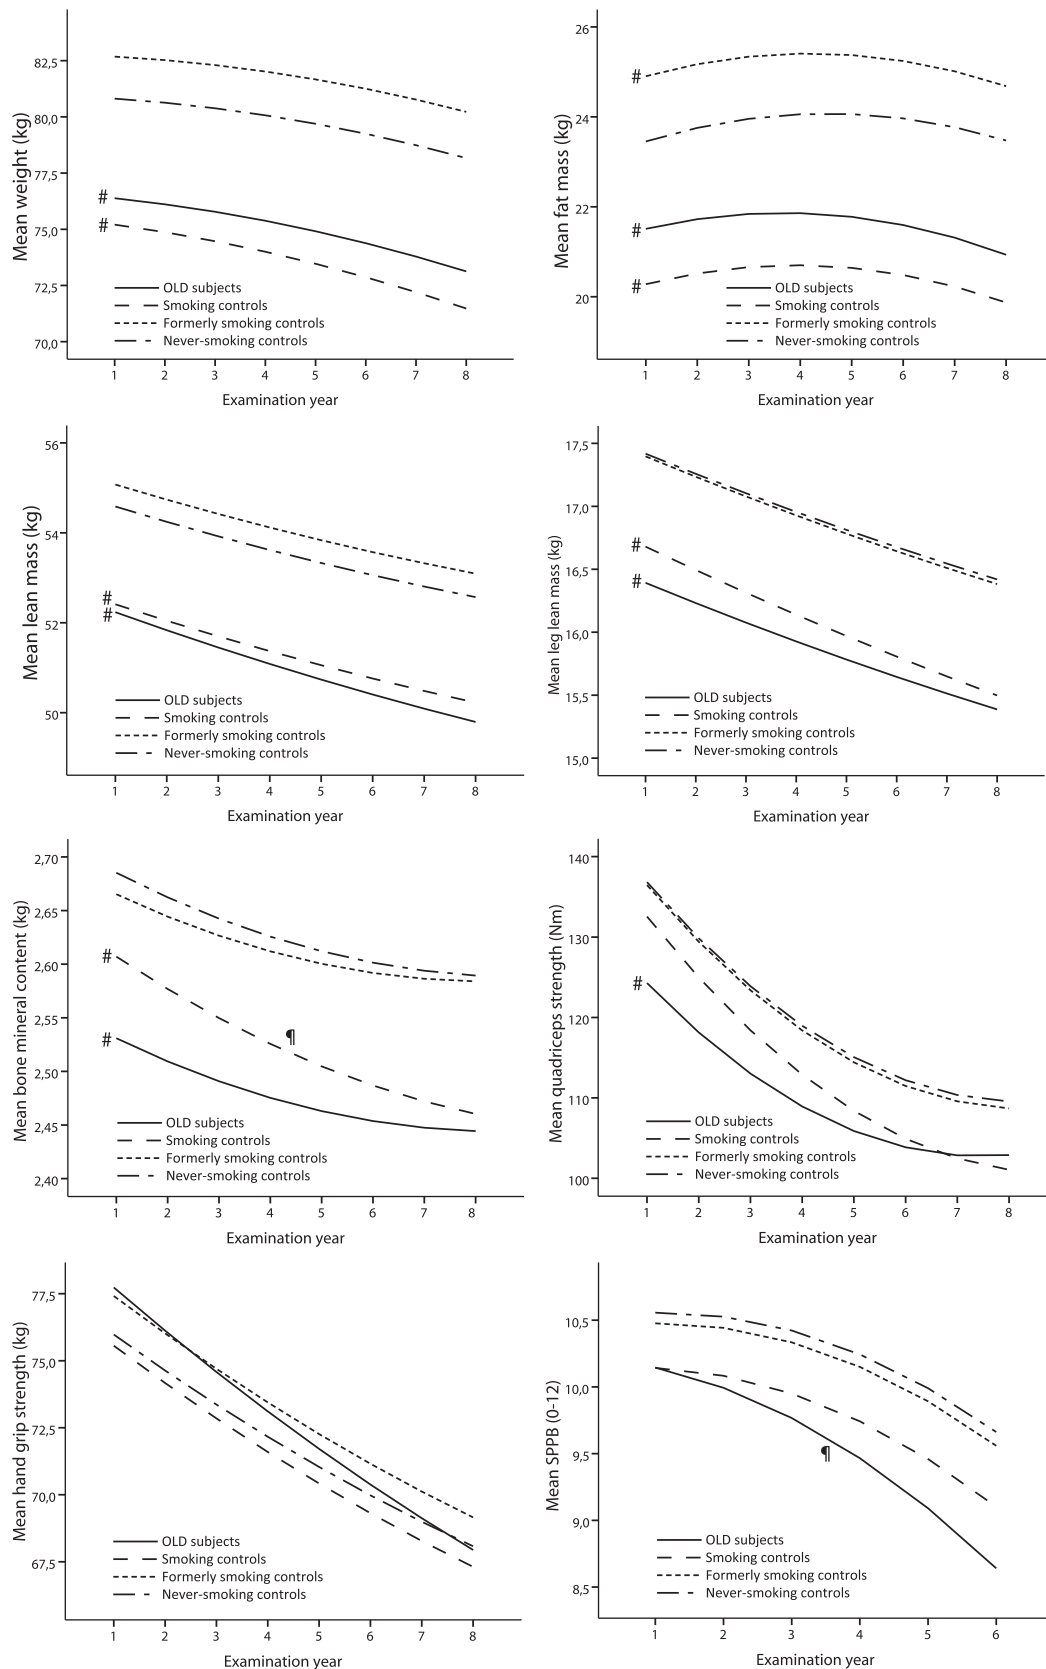 Mean weight (kg)
82,5
80,0
77,5
75,0
72,5
70,0
#
#
OLD subjects
Smoking controls
Formerly smoking controls
Never-smoking controls
1 2 3 4 5 6 7 8
Examination year
Mean fat mass (kg)
26
24
22
20
#
#
#
OLD subjects
Smoking controls
Formerly smoking controls
Never-smoking controls
1 2 3 4 5 6 7 8
Examination year
Mean lean mass (kg)
56
54
52
50
#
#
OLD subjects
Smoking controls
Formerly smoking controls
Never-smoking controls
1 2 3 4 5 6 7 8
Examination year
Mean leg lean mass (kg)
17,5
17,0
16,5
16,0
15,5
15,0
#
#
OLD subjects
Smoking controls
Formerly smoking controls
Never-smoking controls
1 2 3 4 5 6 7 8
Examination year
Mean bone mineral content (kg)
2,70
2,65
2,60
2,55
2,50
2,45
2,40
#
#
¶
OLD subjects
Smoking controls
Formerly smoking controls
Never-smoking controls
1 2 3 4 5 6 7 8
Examination year
Mean quadriceps strength (Nm)
140
130
120
110
100
#
OLD subjects
Smoking controls
Formerly smoking controls
Never-smoking controls
1 2 3 4 5 6 7 8
Examination year
Mean hand grip strength (kg)
77,5
75,0
72,5
70,0
67,5
OLD subjects
Smoking controls
Formerly smoking controls
Never-smoking controls
1 2 3 4 5 6 7 8
Examination year
Mean SPPB (0-12)
10,5
10,0
9,5
9,0
8,5
¶
OLD subjects
Smoking controls
Formerly smoking controls
Never-smoking controls
1 2 3 4 5 6
Examination year